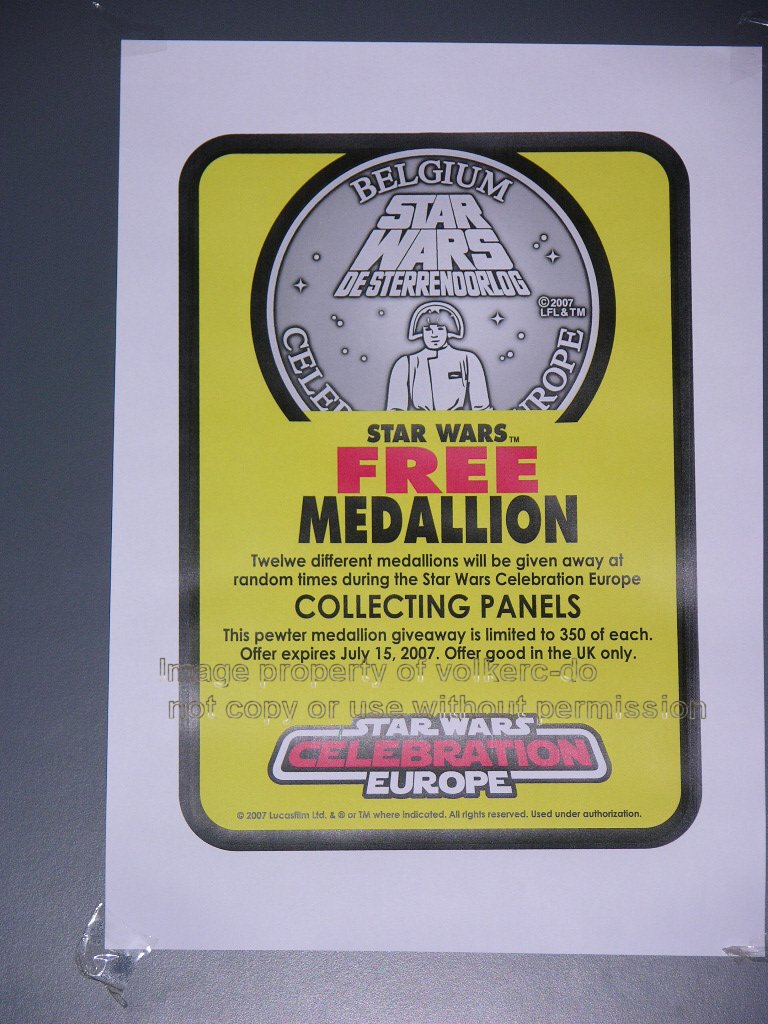 BELGIUM
STAR
WARS
DE STERRENOORLOG
© 2007
LFL & TM
CELEB
UROPE
STAR WARS™
FREE
MEDALLION
Twelwe different medallions will be given away at
random times during the Star Wars Celebration Europe
COLLECTING PANELS
This pewter medallion giveaway is limited to 350 of each.
Offer expires July 15, 2007. Offer good in the UK only.
Image property of volkerc-do
not copy or use without permission
STAR WARS
CELEBRATION
EUROPE
© 2007 Lucasfilm Ltd. & ® or TM where indicated. All rights reserved. Used under authorization.